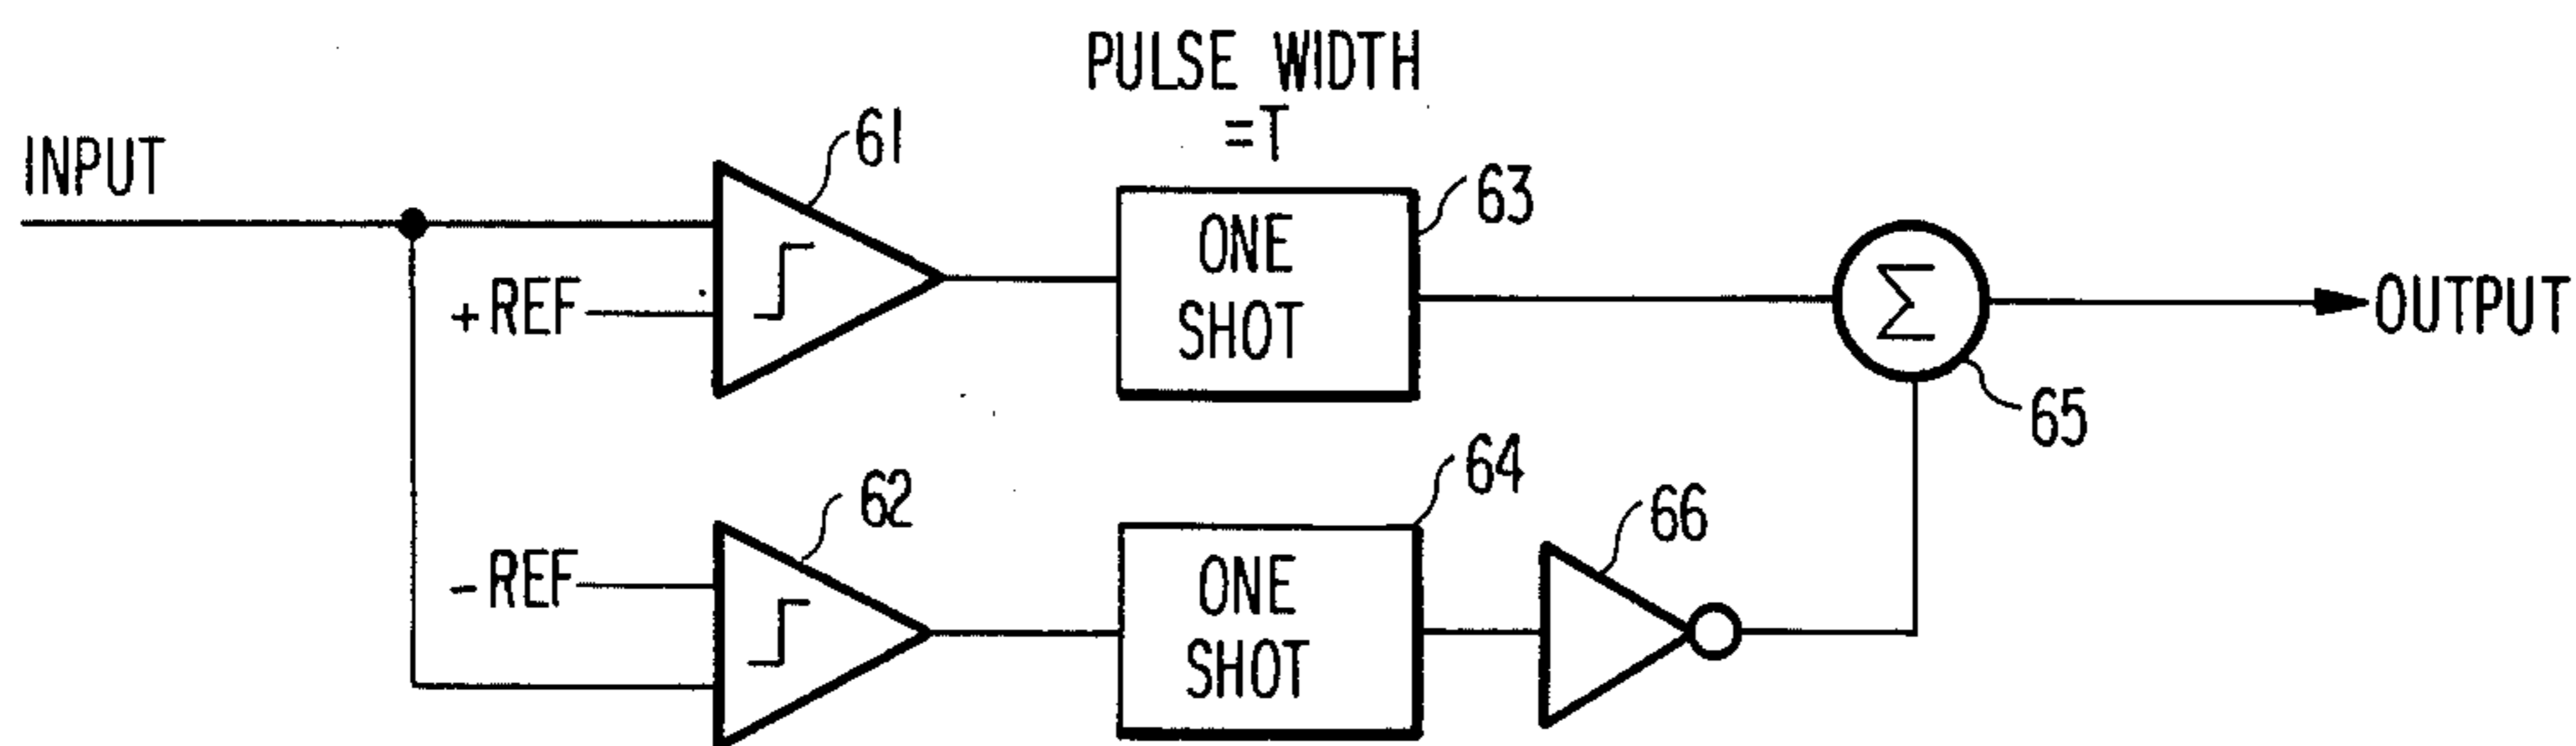 PULSE WIDTH
=T
INPUT
61
63
ONE
SHOT
+REF
Σ
OUTPUT
65
62
64
66
-REF
ONE
SHOT